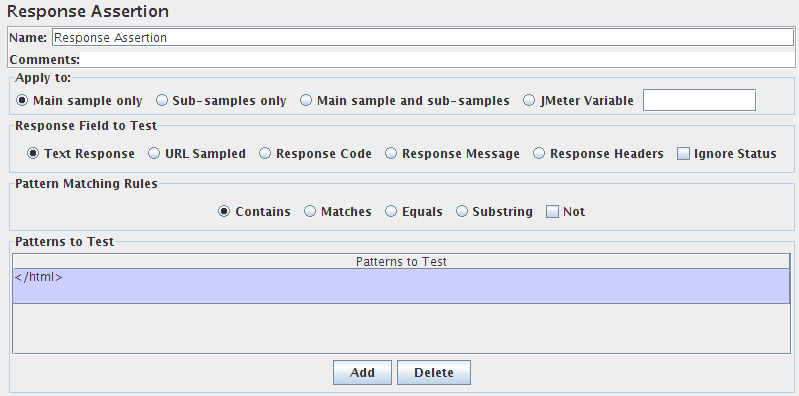 Response Assertion
Name: Response Assertion
Comments:
Apply to:
Main sample only Sub-samples only Main sample and sub-samples JMeter Variable
Response Field to Test
Text Response URL Sampled Response Code Response Message Response Headers Ignore Status
Pattern Matching Rules
Contains Matches Equals Substring Not
Patterns to Test
Patterns to Test
</html>
Add Delete